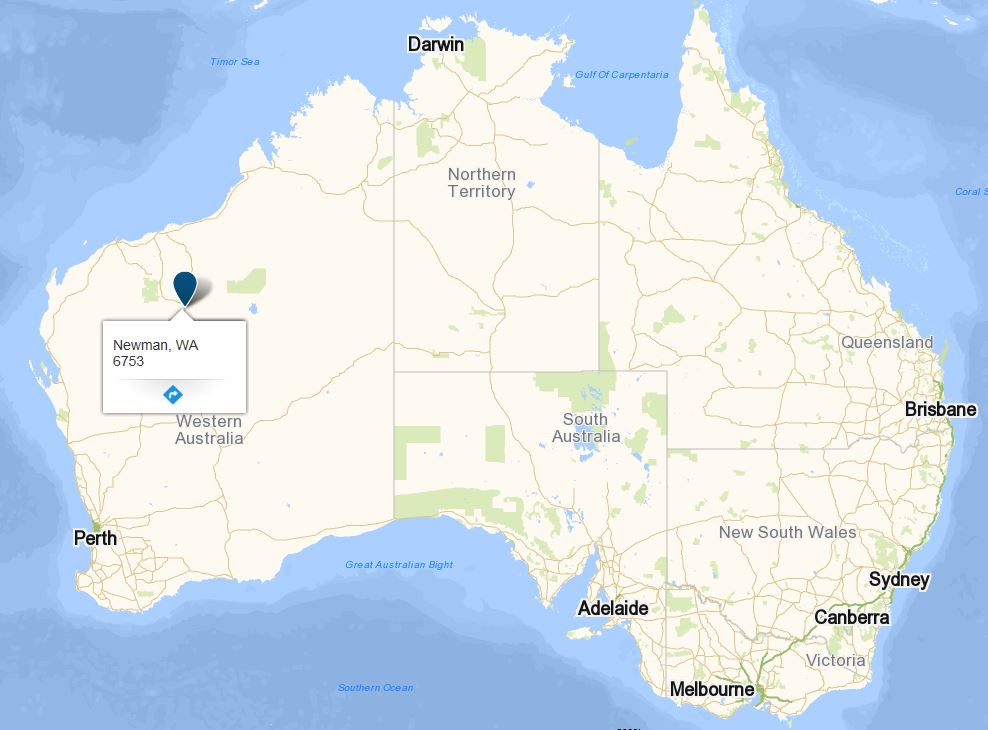 Darwin
Timor Sea
Gulf Of Carpentaria
Northern
Territory
Coral S
Newman, WA
6753
Queensland
Brisbane
Western
Australia
South
Australia
New South Wales
Perth
Great Australian Bight
Sydney
Adelaide
Canberra
Victoria
Southern Ocean
Melbourne